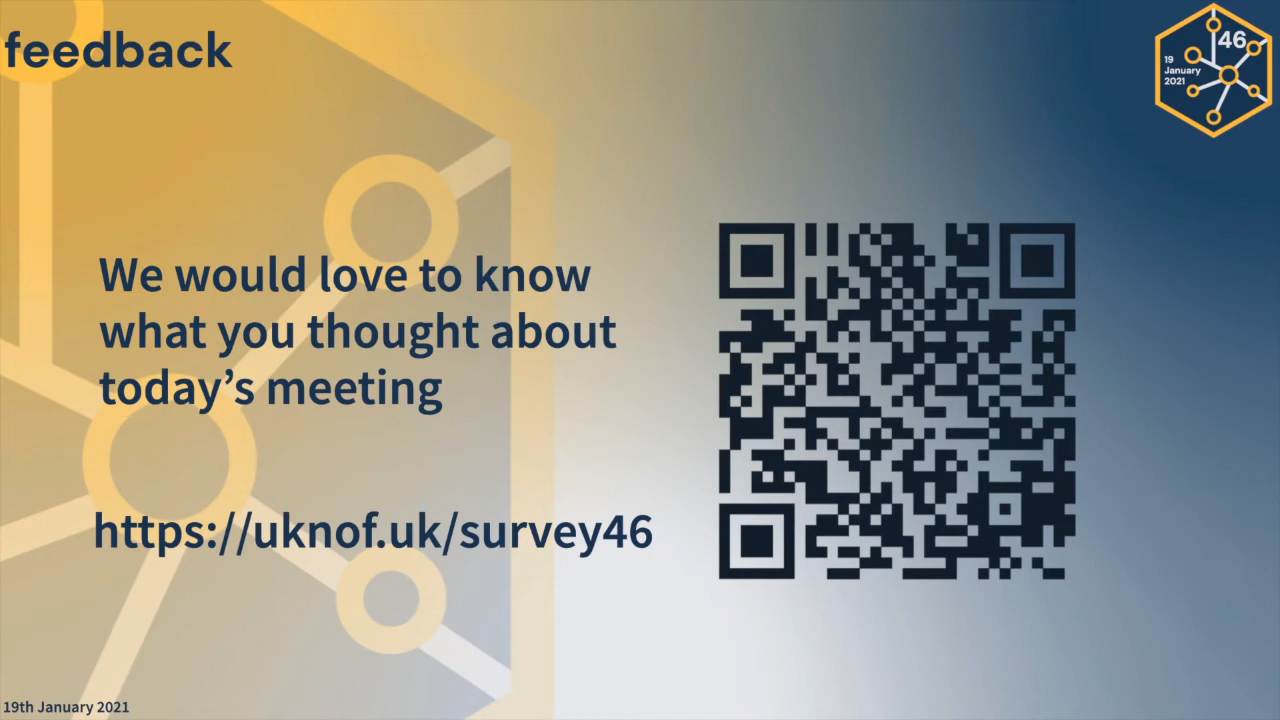 feedback
46
19
January
2021
We would love to know
what you thought about
today’s meeting
https://uknof.uk/survey46
19th January 2021